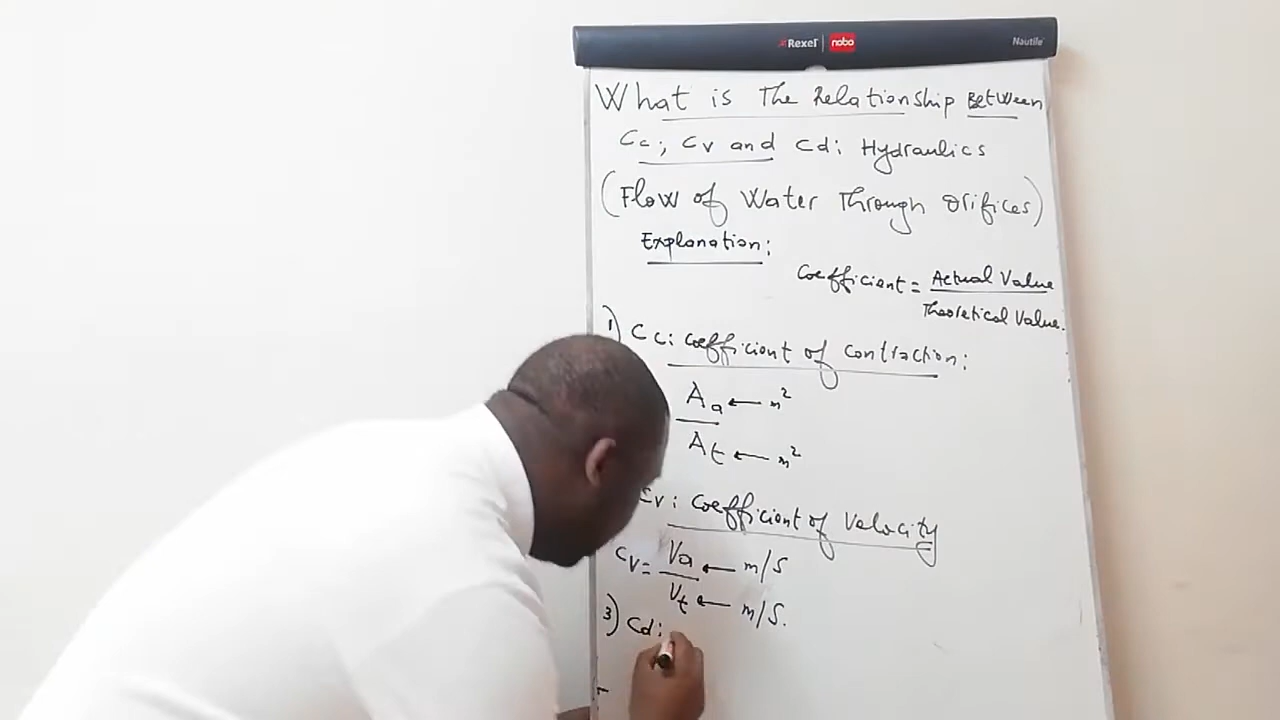 Rexel nobo Nautile
What is The Relationship Between
Cc; Cv and Cd: Hydraulics
(Flow of Water Through Orifices)
Explanation:
Coefficient = Actual Value
Theoretical Value.
1) Cc: Coefficient of Contraction:
Aa ← m²
At ← m²
Cv: Coefficient of Velocity
Cv = Va ← m/s
Vt ← m/s.
3) Cd: